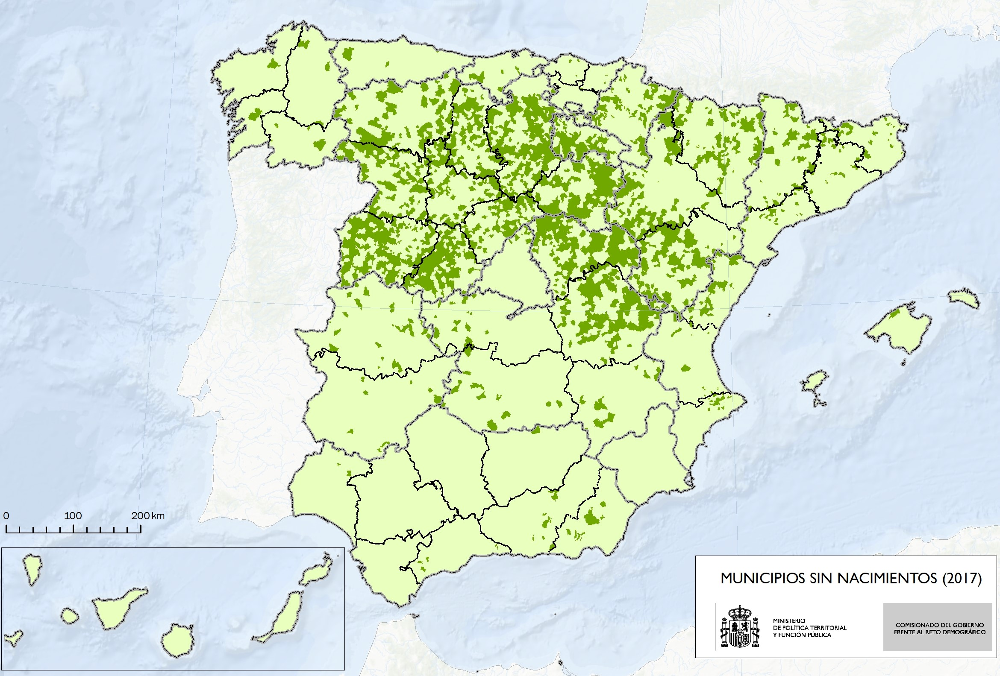 0 100 200 km
MUNICIPIOS SIN NACIMIENTOS (2017)
MINISTERIO
DE POLÍTICA TERRITORIAL
Y FUNCIÓN PÚBLICA
COMISIONADO DEL GOBIERNO
FRENTE AL RETO DEMOGRÁFICO